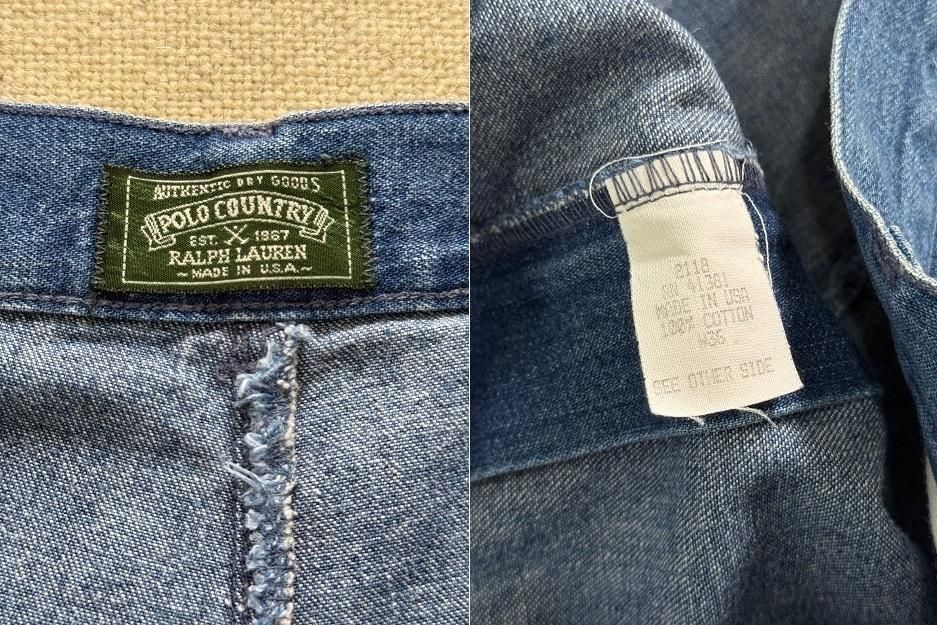 AUTHENTIC DRY GOODS
POLO COUNTRY
EST. X 1967
RALPH LAUREN
~MADE IN U.S.A.~
2118
RN 41381
MADE IN USA
100% COTTON
W36
SEE OTHER SIDE